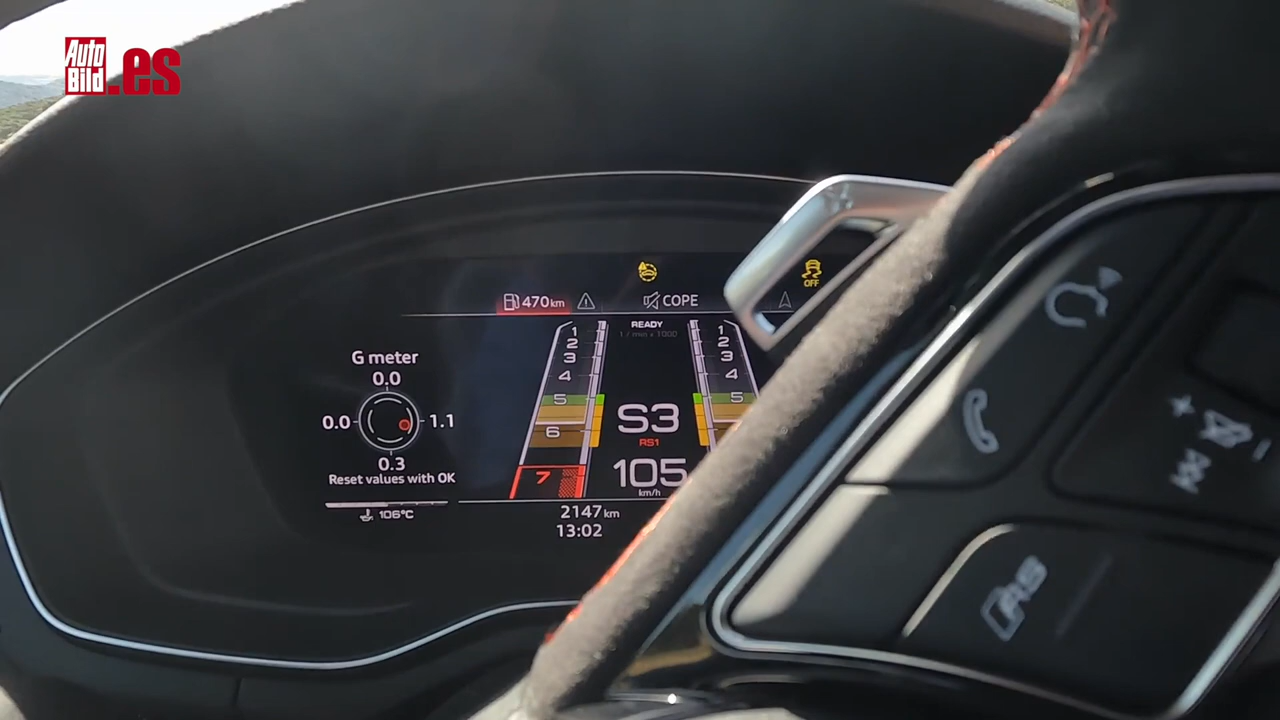 Auto
Bild.es
OFF
470km
COPE
READY
1 / min x 1000
1
2
3
4
5
6
7
1
2
3
4
5
S3
RS1
105
km/h
G meter
0.0
0.0
1.1
0.3
Reset values with OK
106°C
2147km
13:02
RS